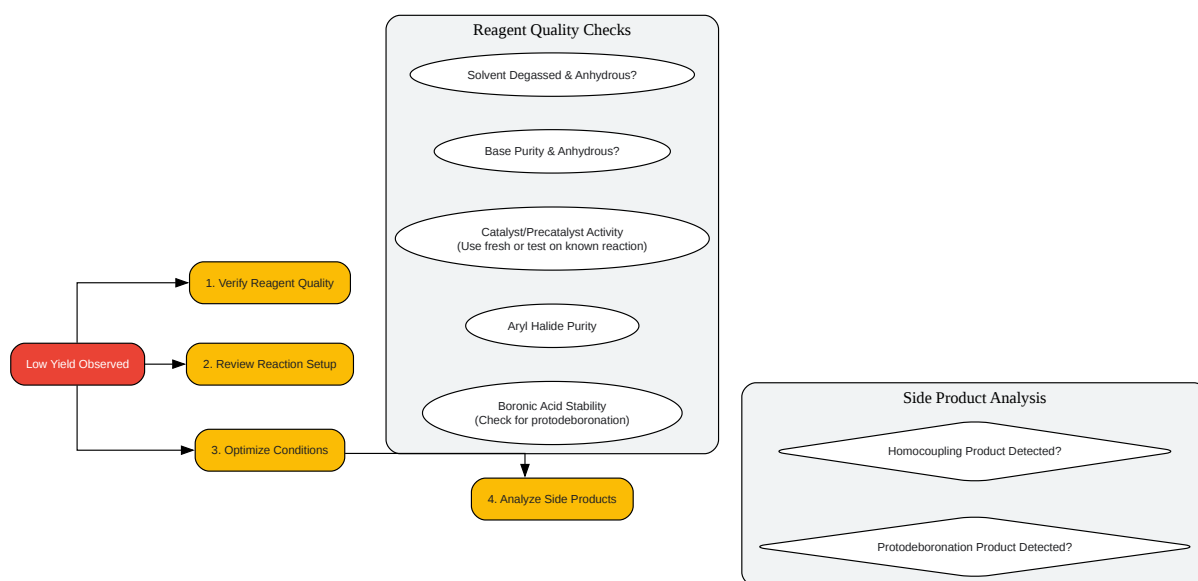 Reagent Quality Checks
Solvent Degassed & Anhydrous?
Base Purity & Anhydrous?
Catalyst/Precatalyst Activity
(Use fresh or test on known reaction)
Aryl Halide Purity
Boronic Acid Stability
(Check for protodeboronation)
1. Verify Reagent Quality
Low Yield Observed
2. Review Reaction Setup
3. Optimize Conditions
4. Analyze Side Products
Side Product Analysis
Homocoupling Product Detected?
Protodeboronation Product Detected?